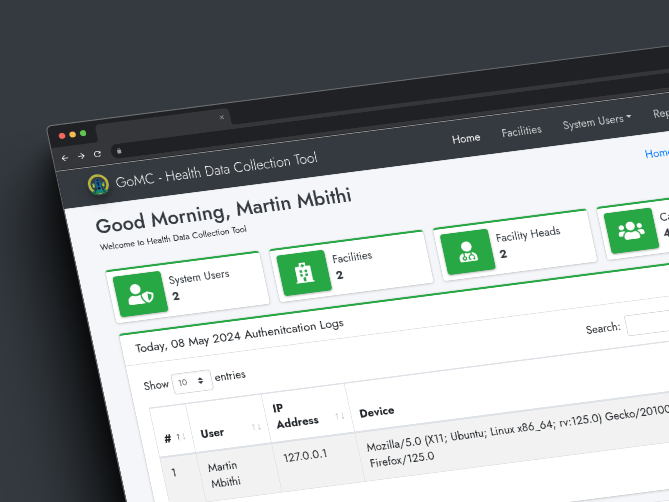 Home Facilities System Users
GoMC - Health Data Collection Tool
Home
Good Morning, Martin Mbithi
Welcome to Health Data Collection Tool
System Users
2
Facilities
2
Facility Heads
2
4
Today, 08 May 2024 Authenitcation Logs
Show 10 entries
Search:
# User IP Address Device
1 Martin Mbithi 127.0.0.1 Mozilla/5.0 (X11; Ubuntu; Linux x86_64; rv:125.0) Gecko/20100
Firefox/125.0